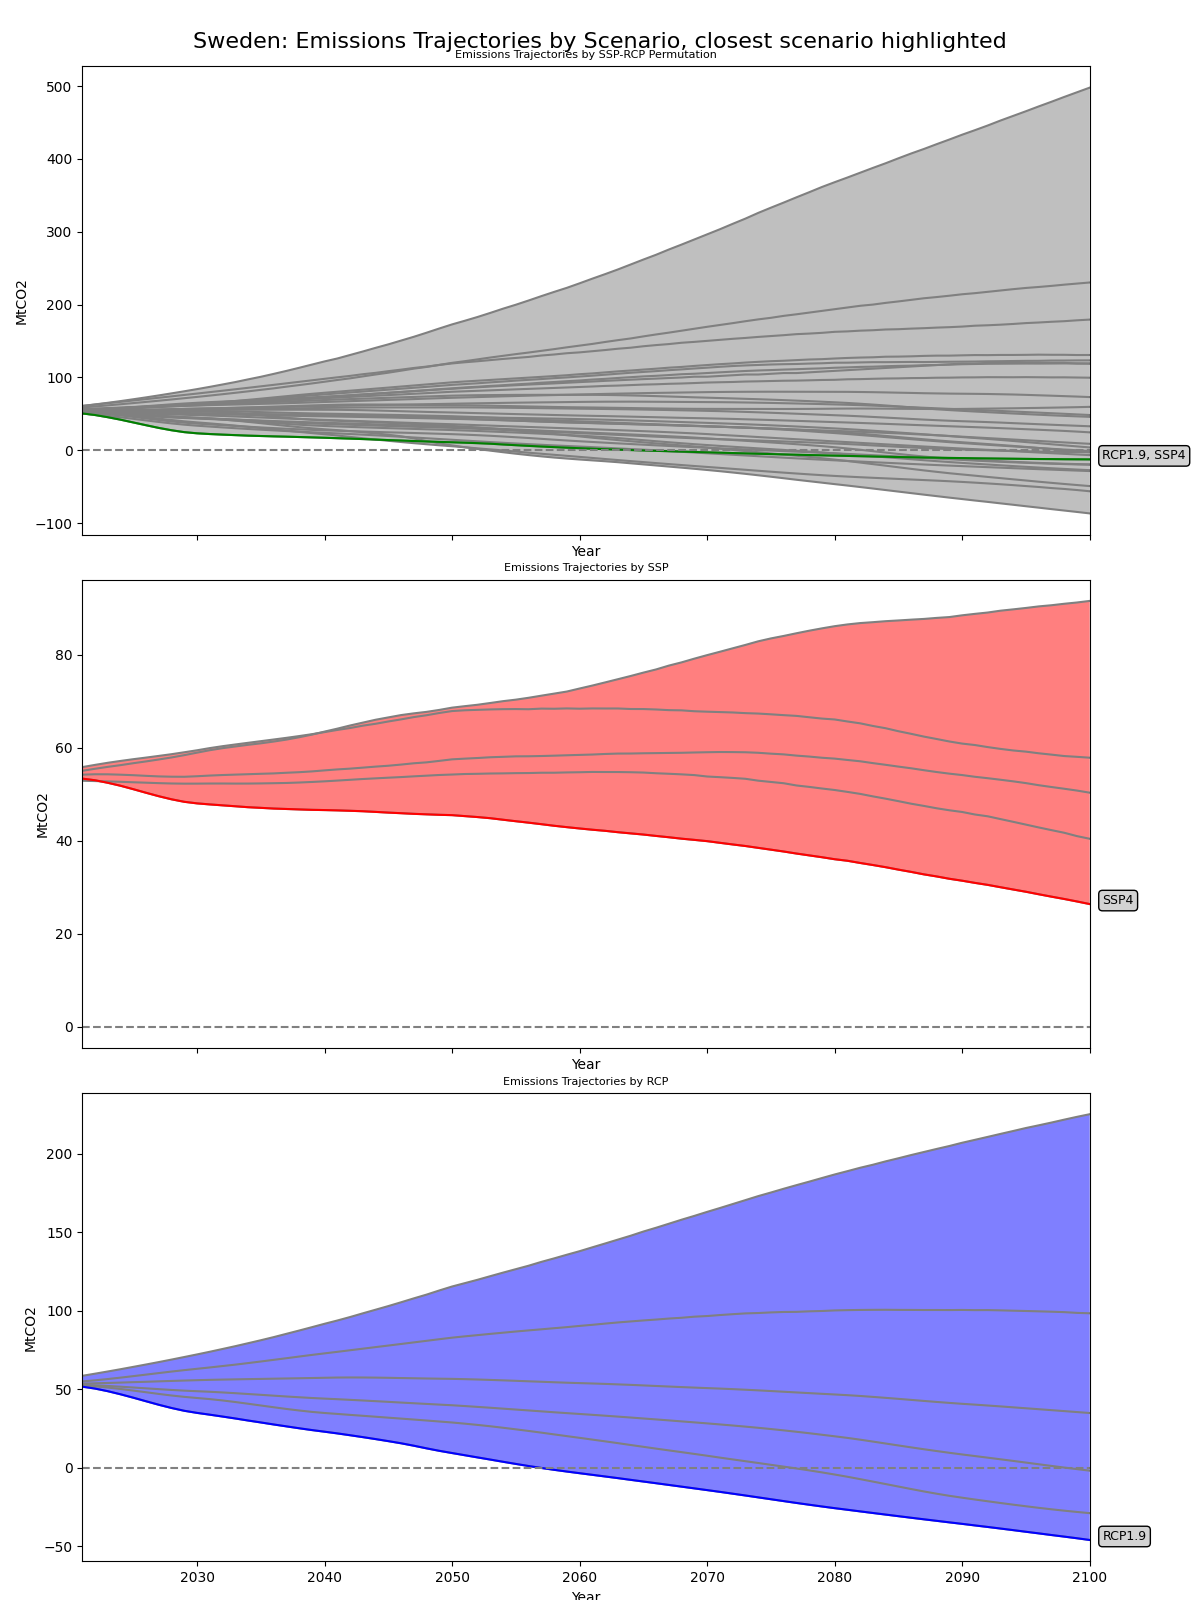 Sweden: Emissions Trajectories by Scenario, closest scenario highlighted
Emissions Trajectories by SSP-RCP Permutation
500
400
300
200
100
0
−100
MtCO2
RCP1.9, SSP4
Year
Emissions Trajectories by SSP
80
60
40
20
0
MtCO2
SSP4
Year
Emissions Trajectories by RCP
200
150
100
50
0
−50
MtCO2
RCP1.9
2030 2040 2050 2060 2070 2080 2090 2100
Year